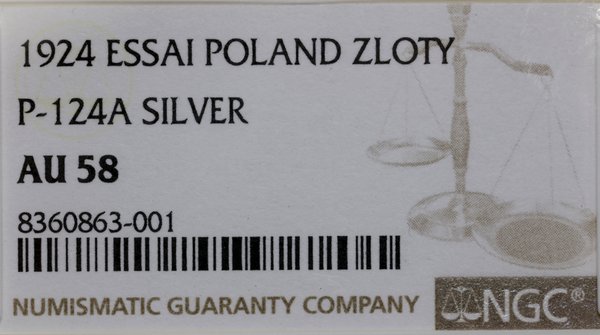 1924 ESSAI POLAND ZLOTY
P-124A SILVER
AU 58
8360863-001
NUMISMATIC GUARANTY COMPANY
NGC®